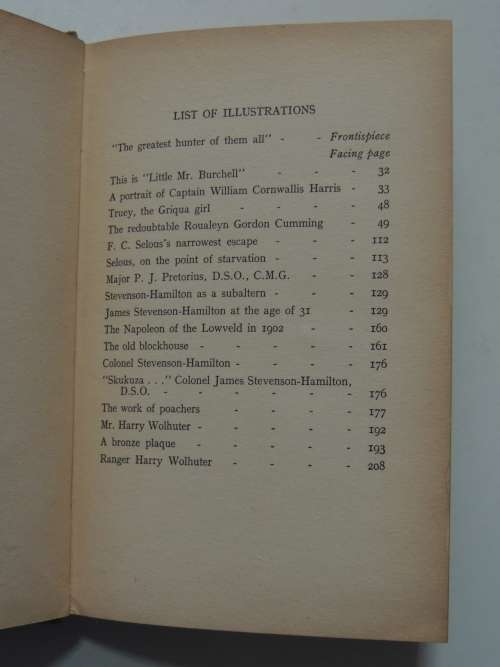 LIST OF ILLUSTRATIONS
"The greatest hunter of them all" - - Frontispiece
Facing page
This is "Little Mr. Burchell" - - - 32
A portrait of Captain William Cornwallis Harris - 33
Truey, the Griqua girl - - - - 48
The redoubtable Roualeyn Gordon Cumming - 49
F. C. Selous's narrowest escape - - - 112
Selous, on the point of starvation - - - 113
Major P. J. Pretorius, D.S.O., C.M.G. - - 128
Stevenson-Hamilton as a subaltern - - - 129
James Stevenson-Hamilton at the age of 31 - 129
The Napoleon of the Lowveld in 1902 - - 160
The old blockhouse - - - - - 161
Colonel Stevenson-Hamilton - - - - 176
"Skukuza . . ." Colonel James Stevenson-Hamilton,
D.S.O. - - - - - - 176
The work of poachers - - - - 177
Mr. Harry Wolhuter - - - - - 192
A bronze plaque - - - - - 193
Ranger Harry Wolhuter - - - - 208